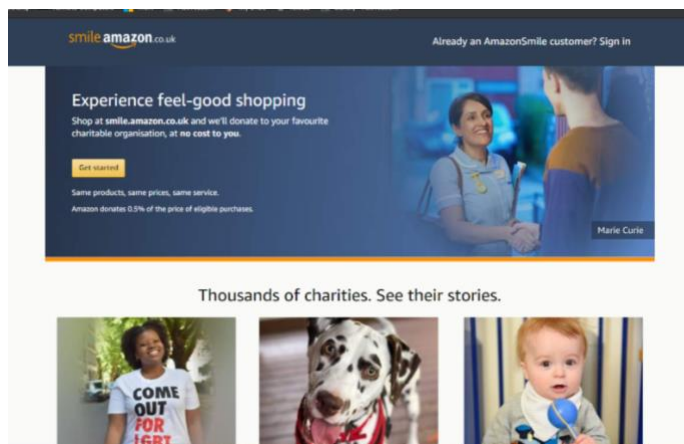 smile.amazon.co.uk
Already an AmazonSmile customer? Sign in
Experience feel-good shopping
Shop at smile.amazon.co.uk and we'll donate to your favourite
charitable organisation, at no cost to you.
Get started
Same products, same prices, same service.
Amazon donates 0.5% of the price of eligible purchases.
Marie Curie
Thousands of charities. See their stories.
COME
OUT
FOR
LGBT